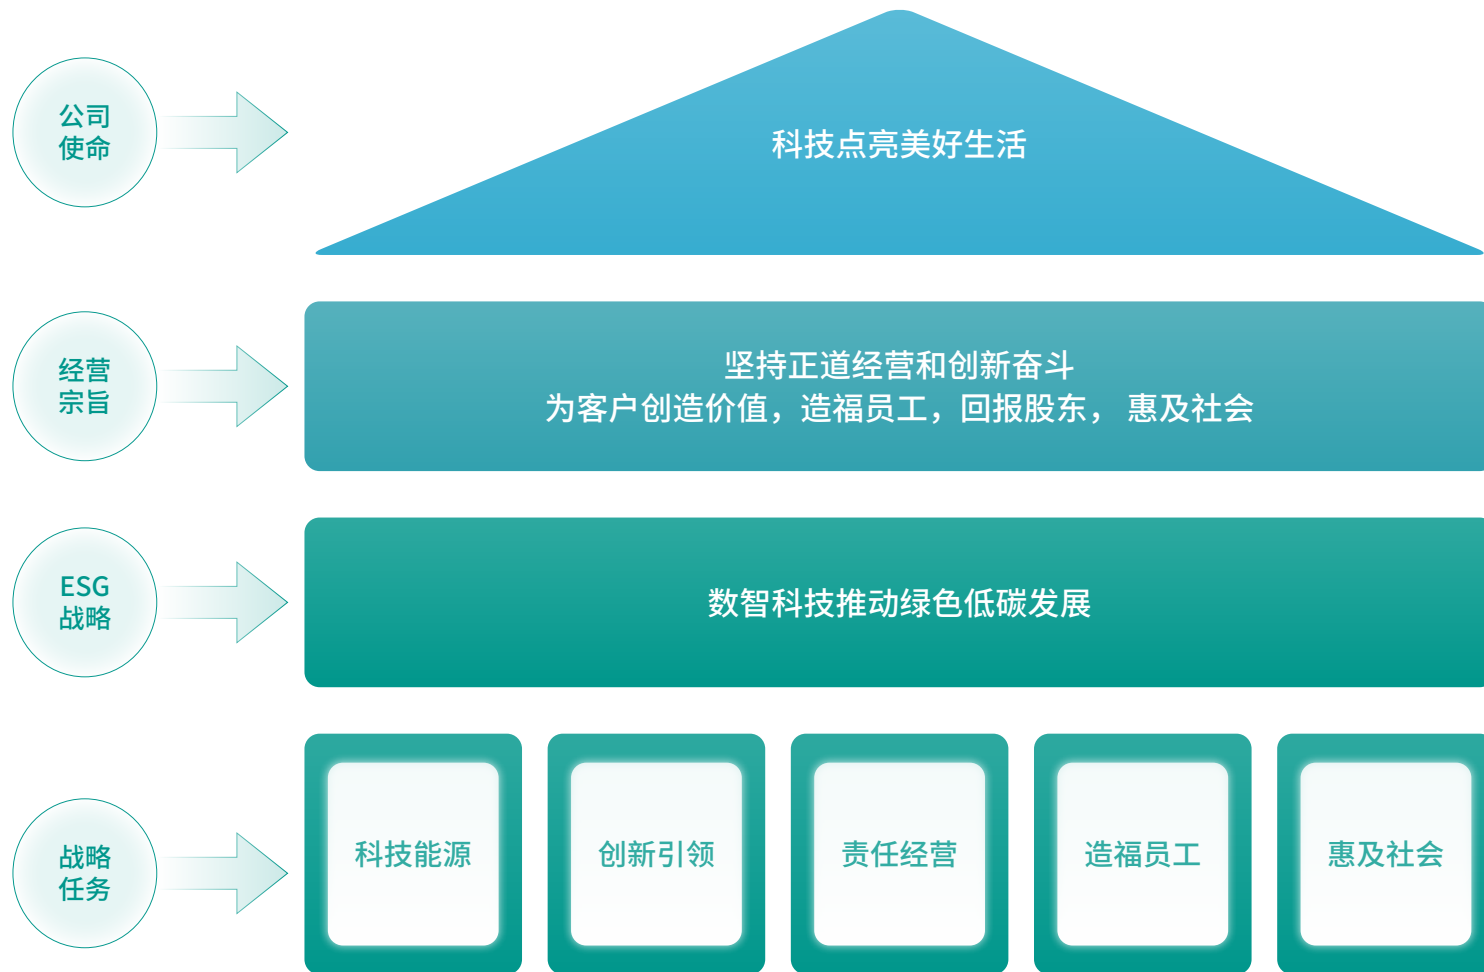 公司
使命
科技点亮美好生活
经营
宗旨
坚持正道经营和创新奋斗
为客户创造价值，造福员工，回报股东， 惠及社会
ESG
战略
数智科技推动绿色低碳发展
战略
任务
科技能源
创新引领
责任经营
造福员工
惠及社会